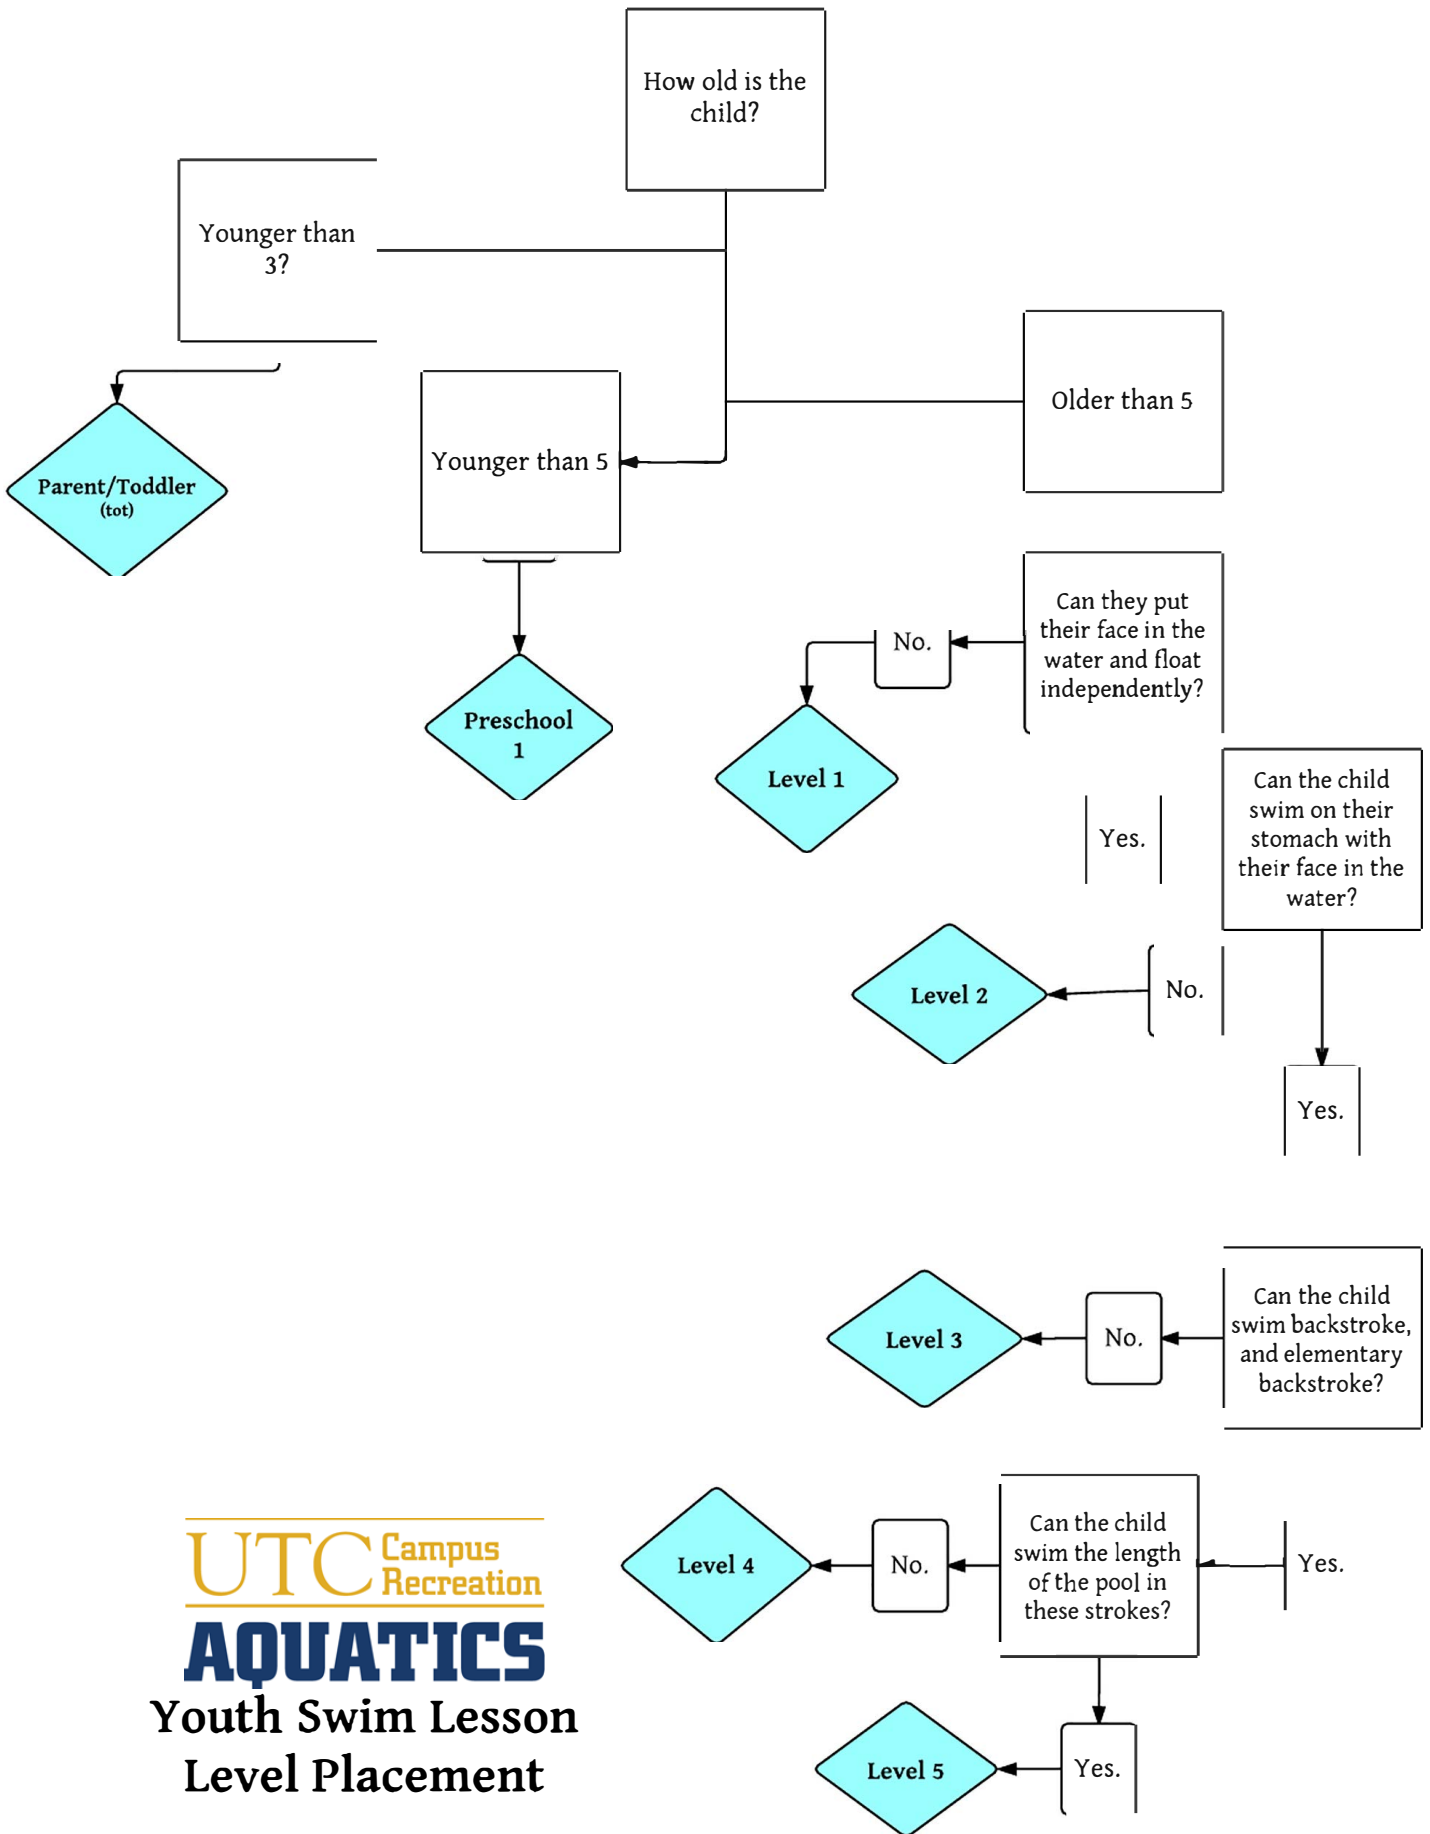 How old is the
child?
Younger than
3?
Older than 5
Younger than 5
Parent/Toddler
(tot)
Can they put
their face in the
water and float
independently?
No.
Preschool
1
Level 1
Yes.
Can the child
swim on their
stomach with
their face in the
water?
Level 2
No.
Yes.
Can the child
swim backstroke,
and elementary
backstroke?
No.
Level 3
Can the child
swim the length
of the pool in
these strokes?
Yes.
No.
Level 4
Yes.
Level 5
UTC Campus
Recreation
AQUATICS
Youth Swim Lesson
Level Placement